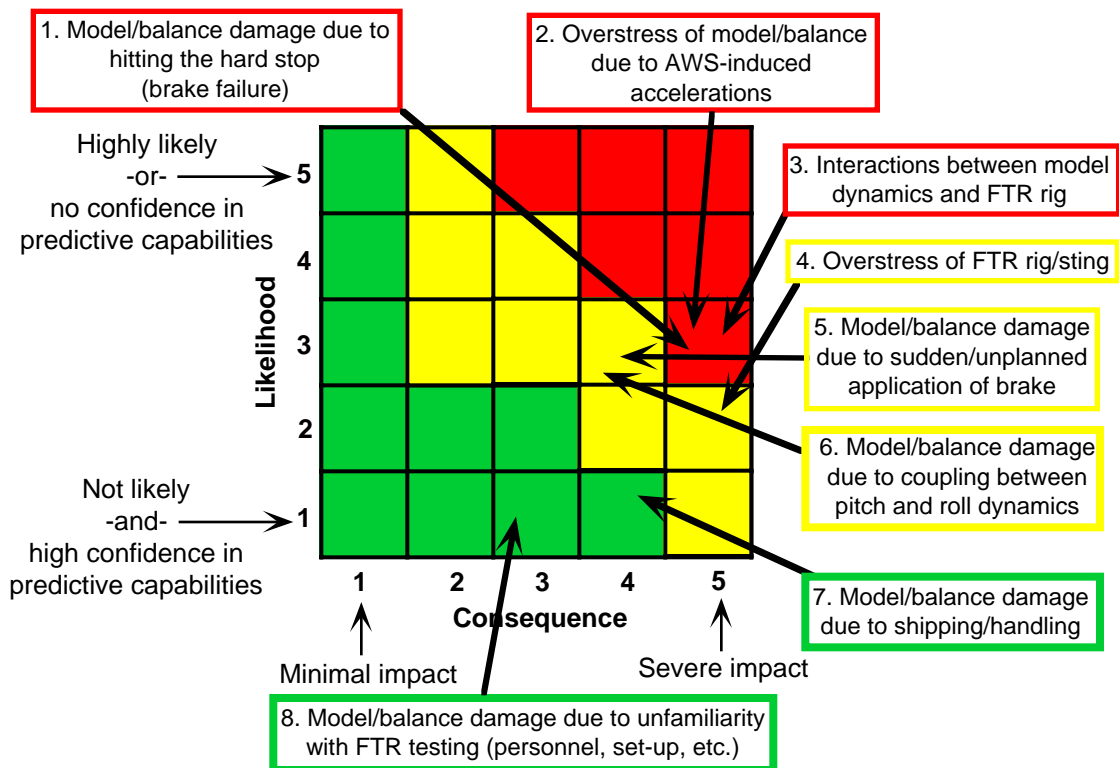 1. Model/balance damage due to
hitting the hard stop
(brake failure)
2. Overstress of model/balance
due to AWS-induced
accelerations
Highly likely
-or-
no confidence in
predictive capabilities
3. Interactions between model
dynamics and FTR rig
4. Overstress of FTR rig/sting
5. Model/balance damage
due to sudden/unplanned
application of brake
6. Model/balance damage
due to coupling between
pitch and roll dynamics
Likelihood
5
4
3
2
1
Not likely
-and-
high confidence in
predictive capabilities
1 2 3 4 5
Consequence
7. Model/balance damage
due to shipping/handling
Minimal impact
Severe impact
8. Model/balance damage due to unfamiliarity
with FTR testing (personnel, set-up, etc.)